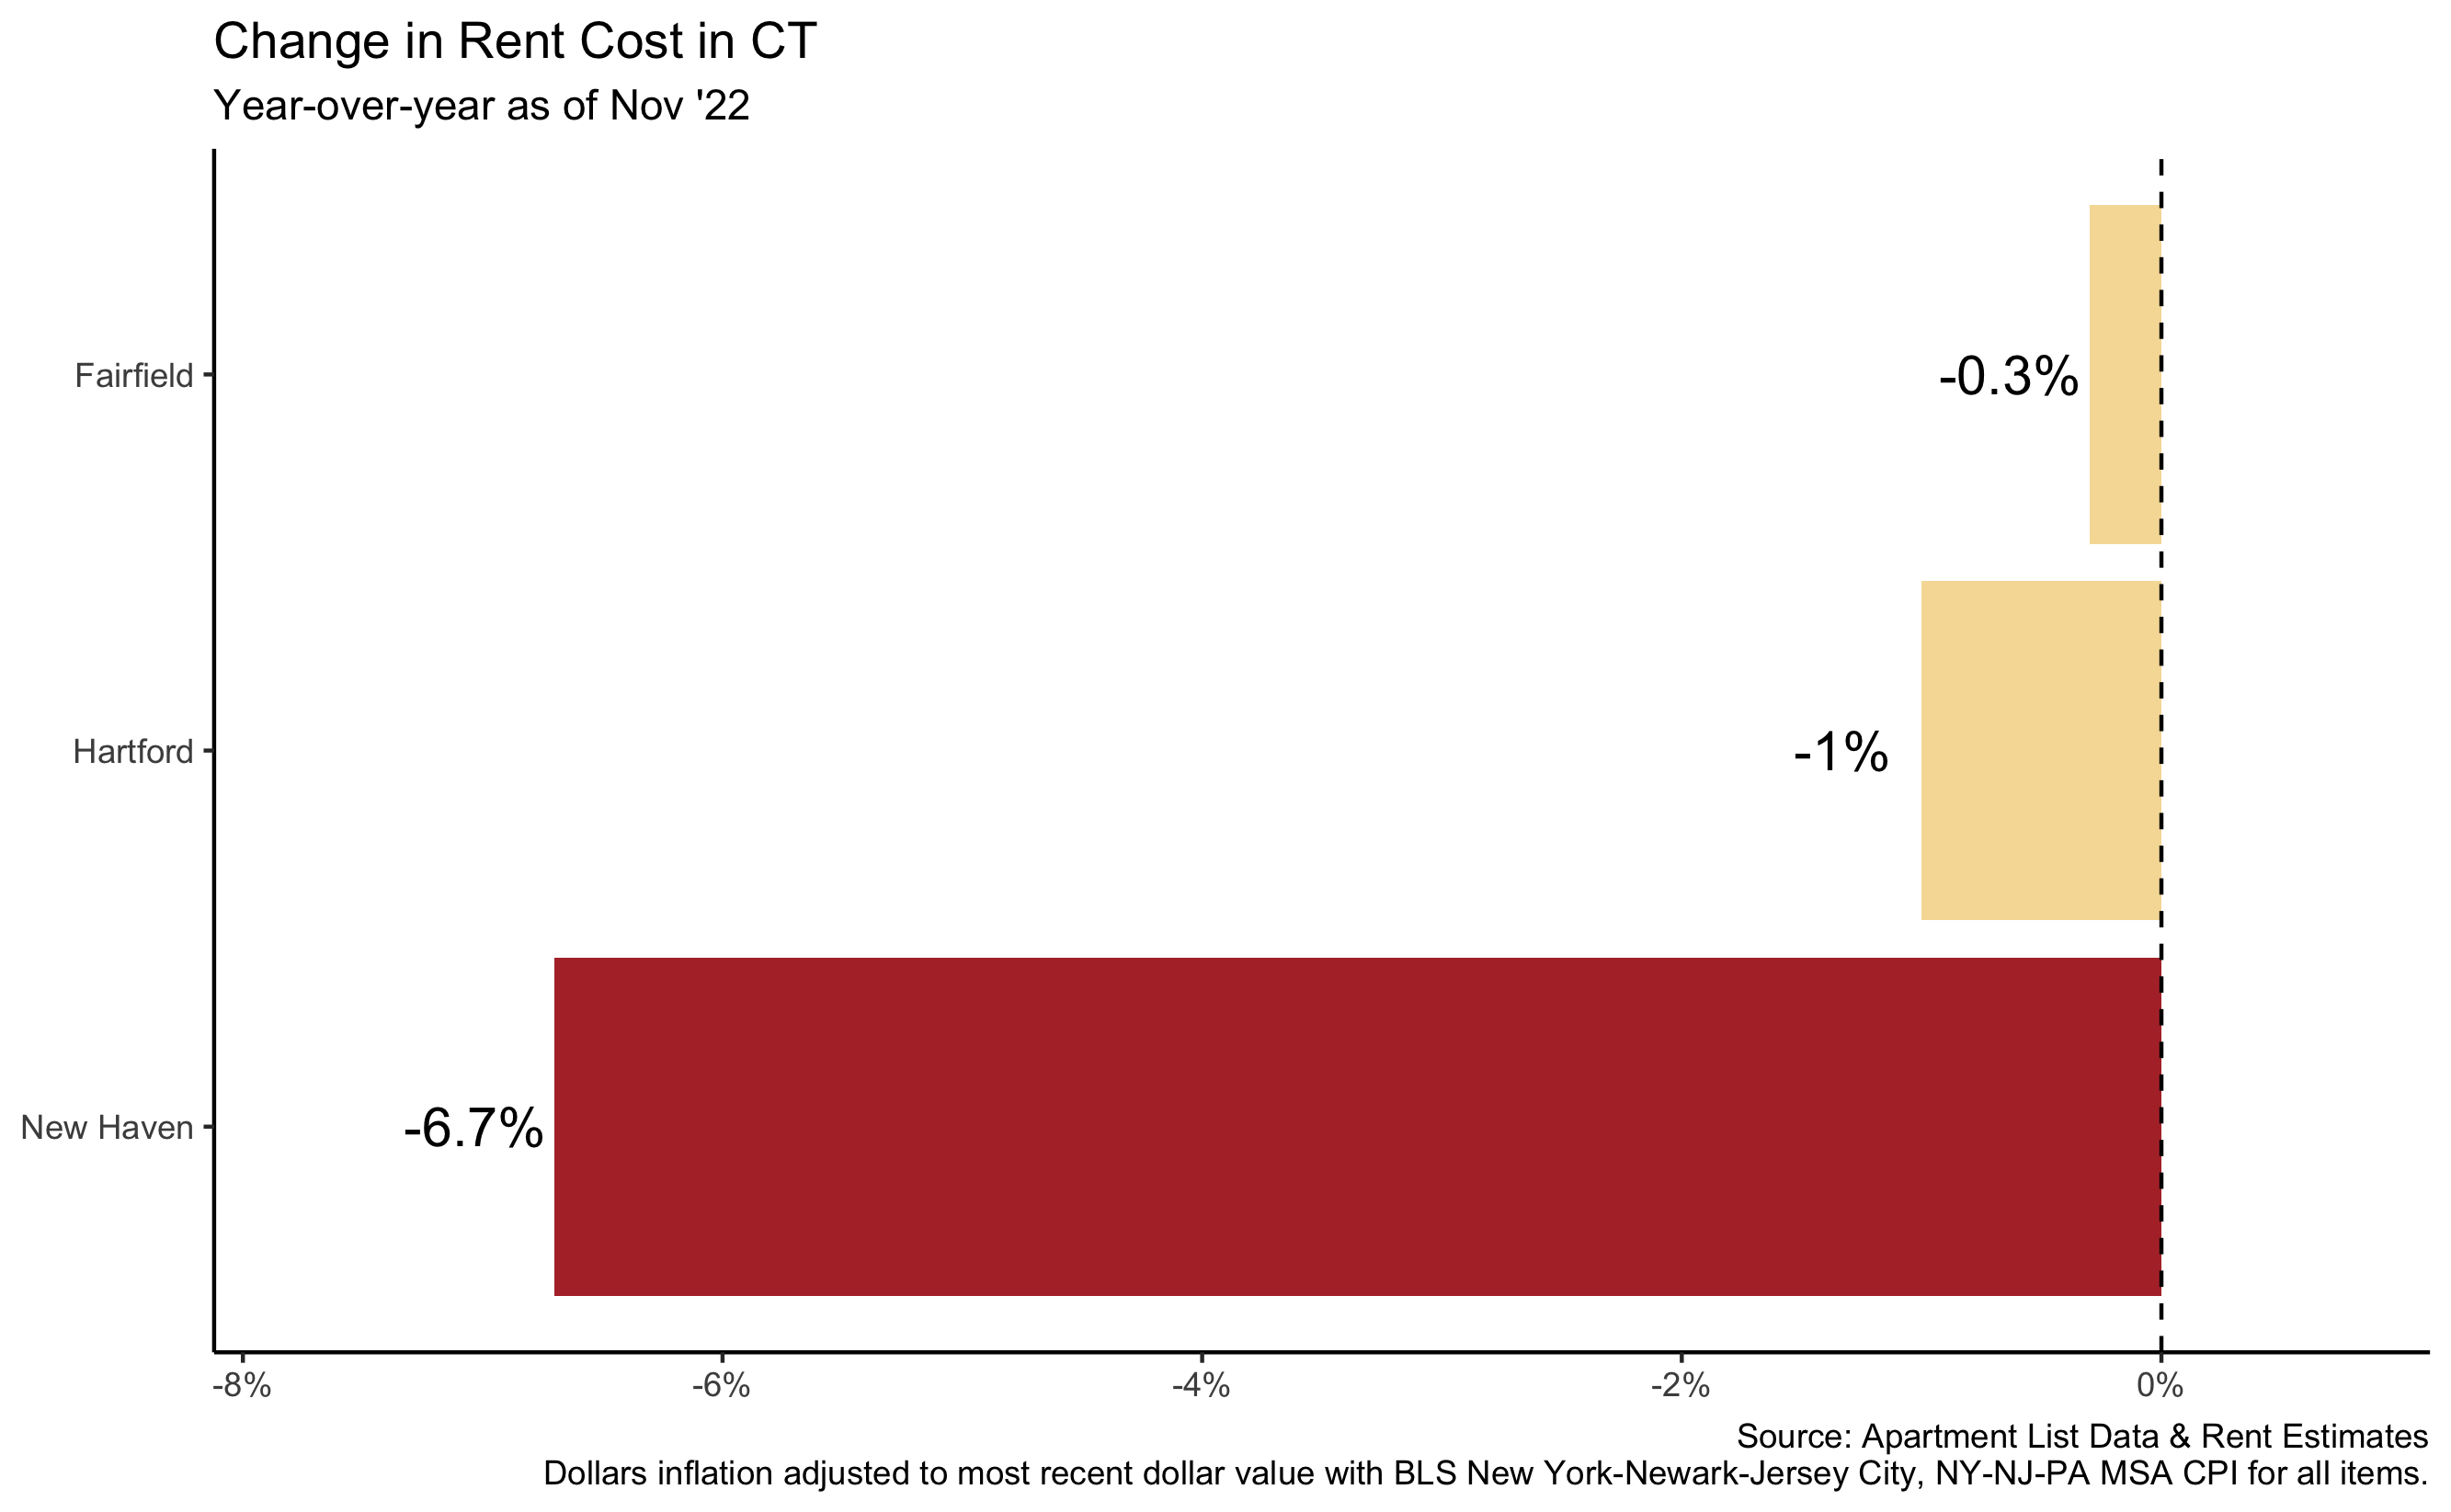 Change in Rent Cost in CT
Year-over-year as of Nov '22
Fairfield
-0.3%
Hartford
-1%
New Haven
-6.7%
-8%
-6%
-4%
-2%
0%
Source: Apartment List Data & Rent Estimates
Dollars inflation adjusted to most recent dollar value with BLS New York-Newark-Jersey City, NY-NJ-PA MSA CPI for all items.